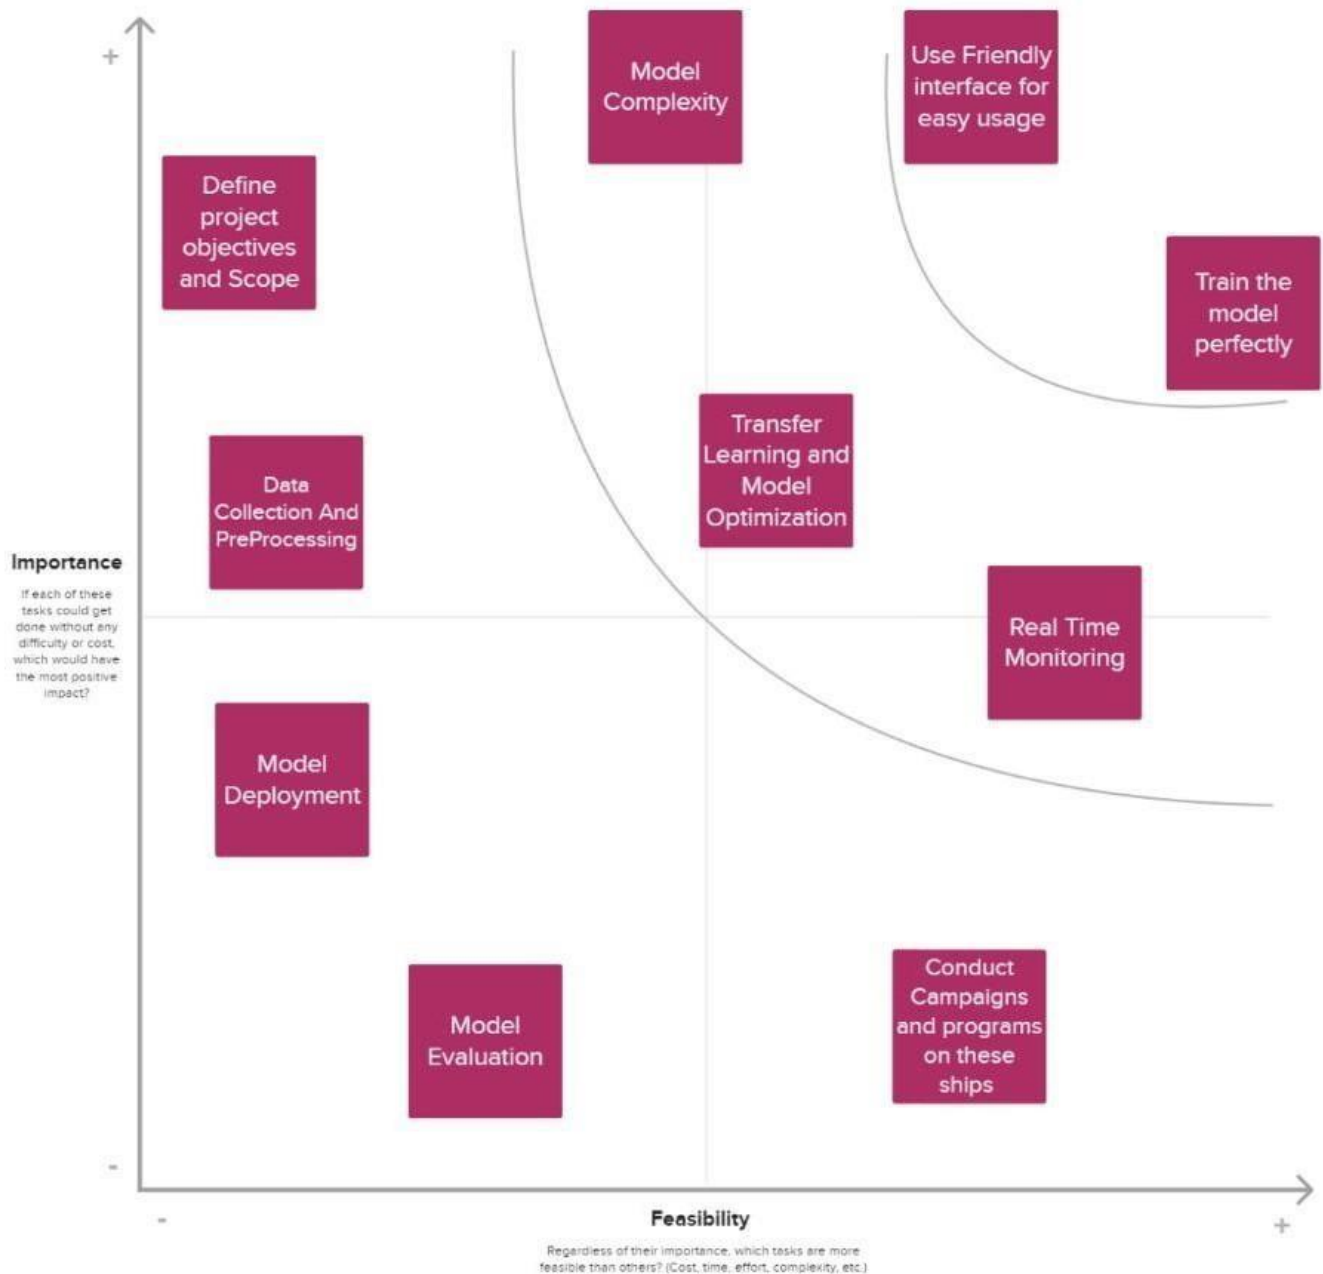 +
Model
Complexity
Use Friendly
interface for
easy usage
Define
project
objectives
and Scope
Train the
model
perfectly
Transfer
Learning and
Model
Optimization
Data
Collection And
PreProcessing
Importance
If each of these
tasks could get
done without any
difficulty or cost,
which would have
the most positive
impact?
Real Time
Monitoring
Model
Deployment
Model
Evaluation
Conduct
Campaigns
and programs
on these
ships
-
-
Feasibility
+
Regardless of their importance, which tasks are more
feasible than others? (Cost, time, effort, complexity, etc.)